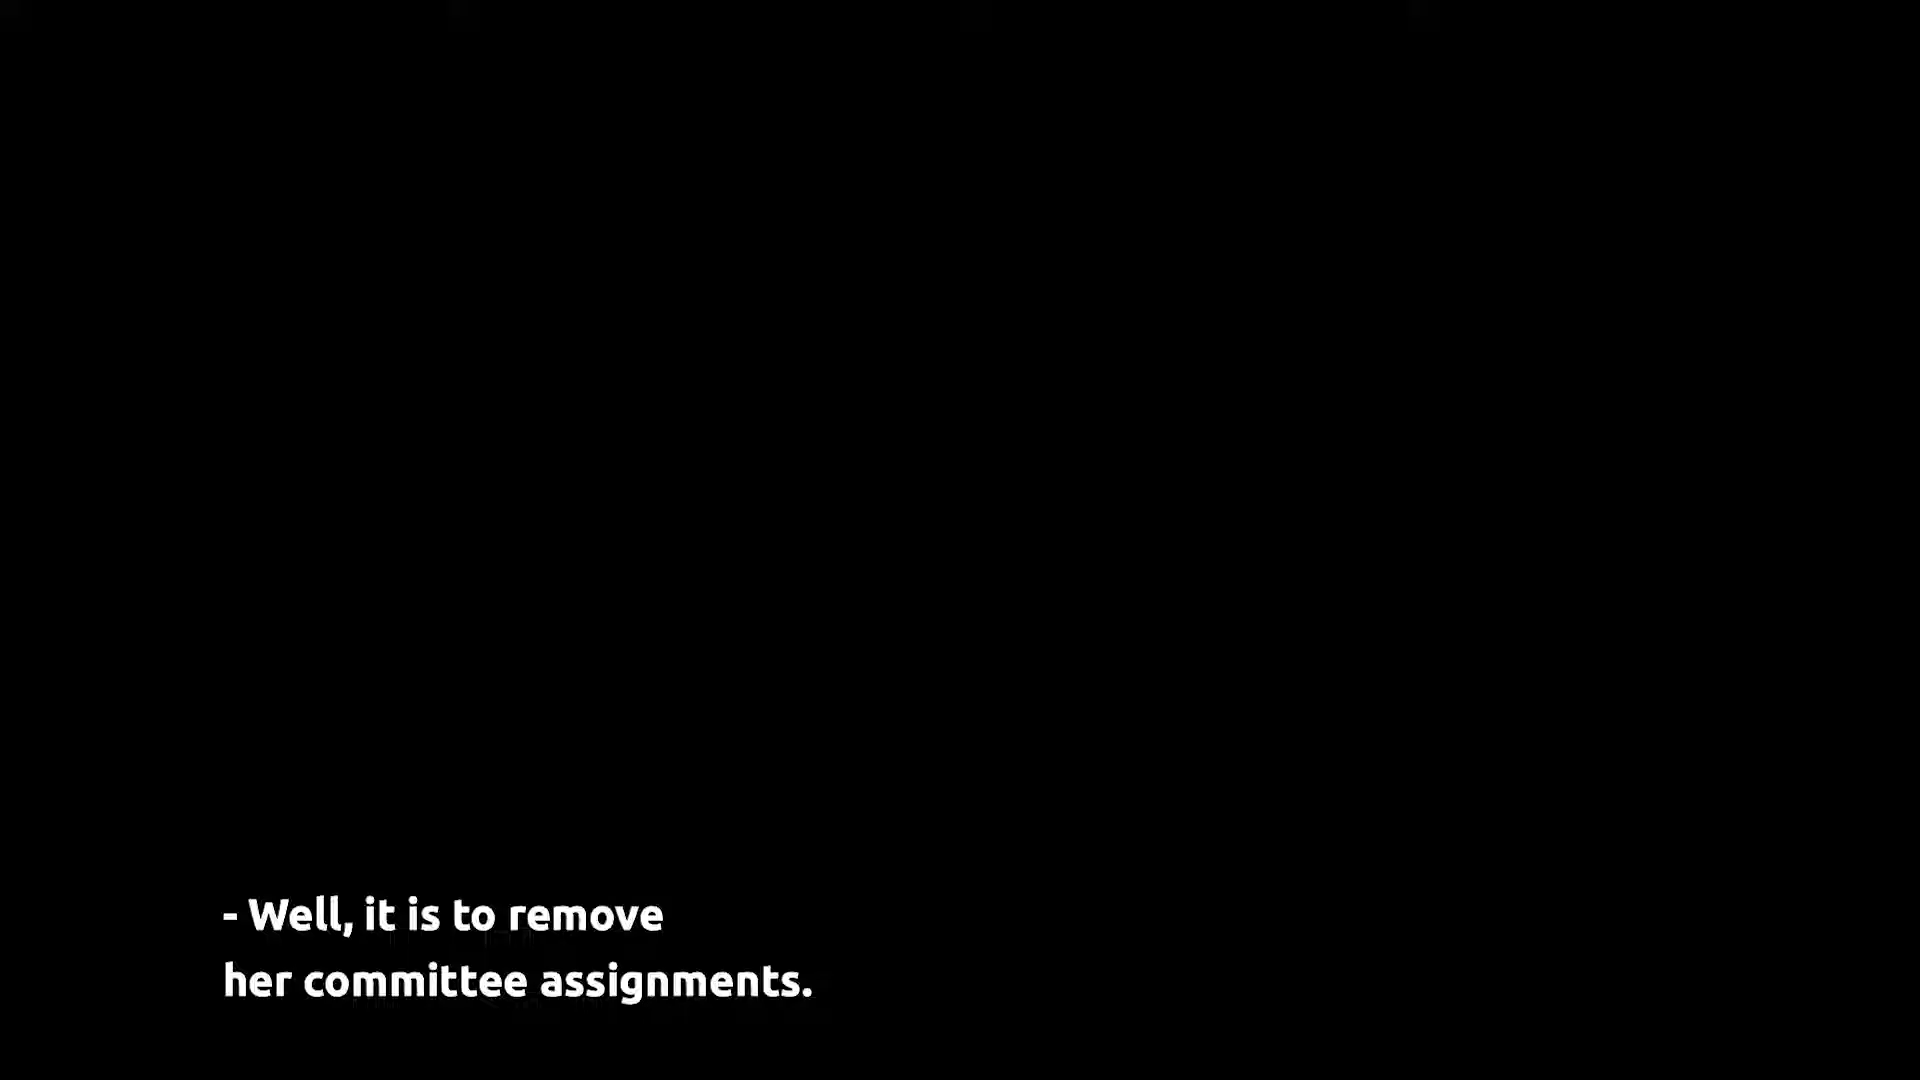 - Well, it is to remove
her committee assignments.